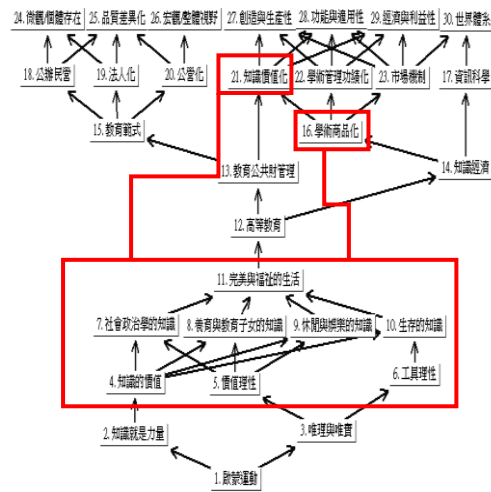 24.微觀/個體存在 25.品質差異化 26.宏觀/整體視野 27.創造與生產性 28.功能與適用性 29.經濟與利益性 30.世界體系
18.公辦民營 19.法人化 20.公營化 21.知識價值化 22.學術管理功績化 23.市場機制 17.資訊科學
15.教育範式 16.學術商品化
13.教育公共財管理 14.知識經濟
12.高等教育
11.完美與福祉的生活
7.社會政治學的知識 8.養育與教育子女的知識 9.休閒與娛樂的知識 10.生存的知識
4.知識的價值 5.價值理性 6.工具理性
2.知識就是力量 3.唯理與唯實
1.啟蒙運動